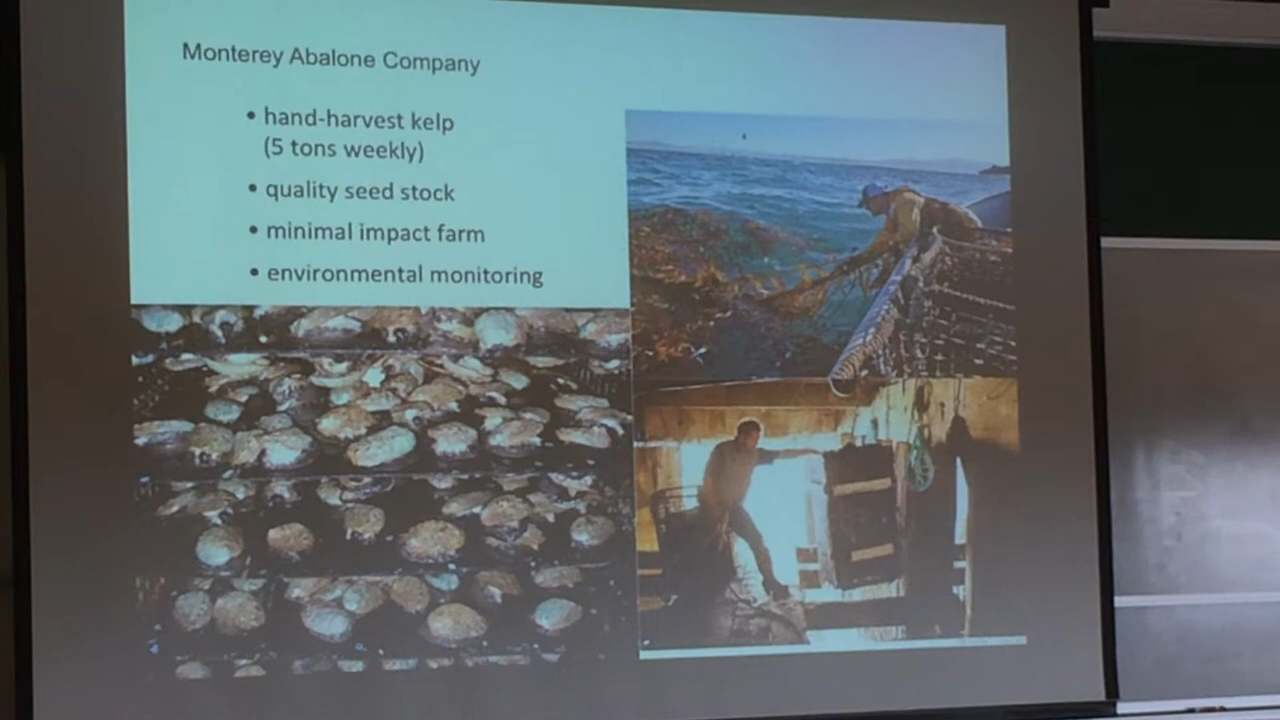 Monterey Abalone Company
• hand-harvest kelp
(5 tons weekly)
• quality seed stock
• minimal impact farm
• environmental monitoring